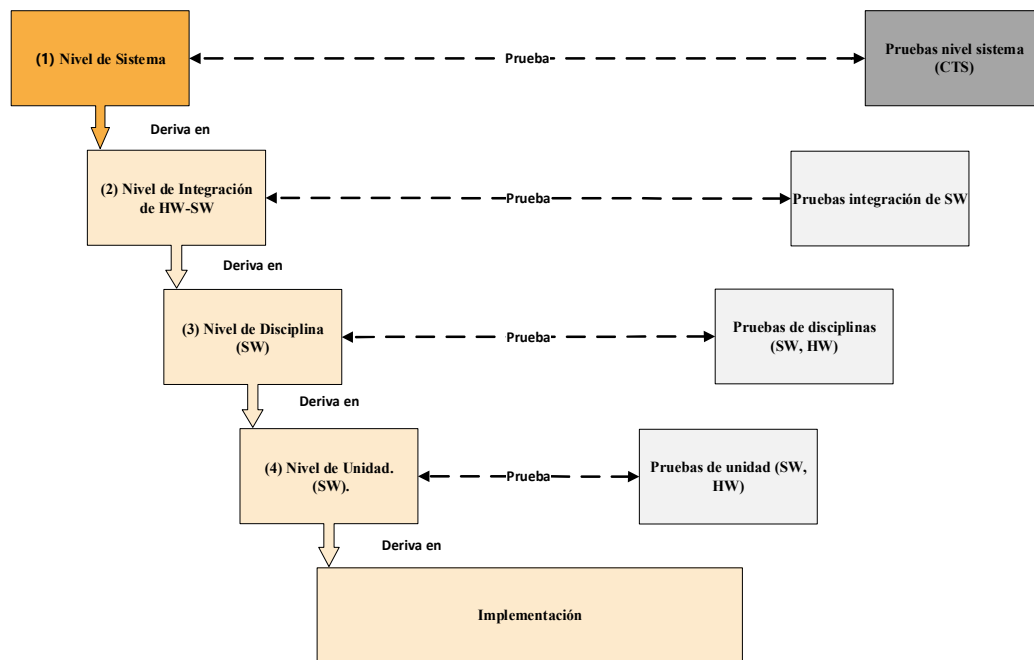 (1) Nivel de Sistema
Prueba
Pruebas nivel sistema
(CTS)
Deriva en
(2) Nivel de Integración
de HW-SW
Prueba
Pruebas integración de SW
Deriva en
(3) Nivel de Disciplina
(SW)
Prueba
Pruebas de disciplinas
(SW, HW)
Deriva en
(4) Nivel de Unidad.
(SW).
Prueba
Pruebas de unidad (SW,
HW)
Deriva en
Implementación